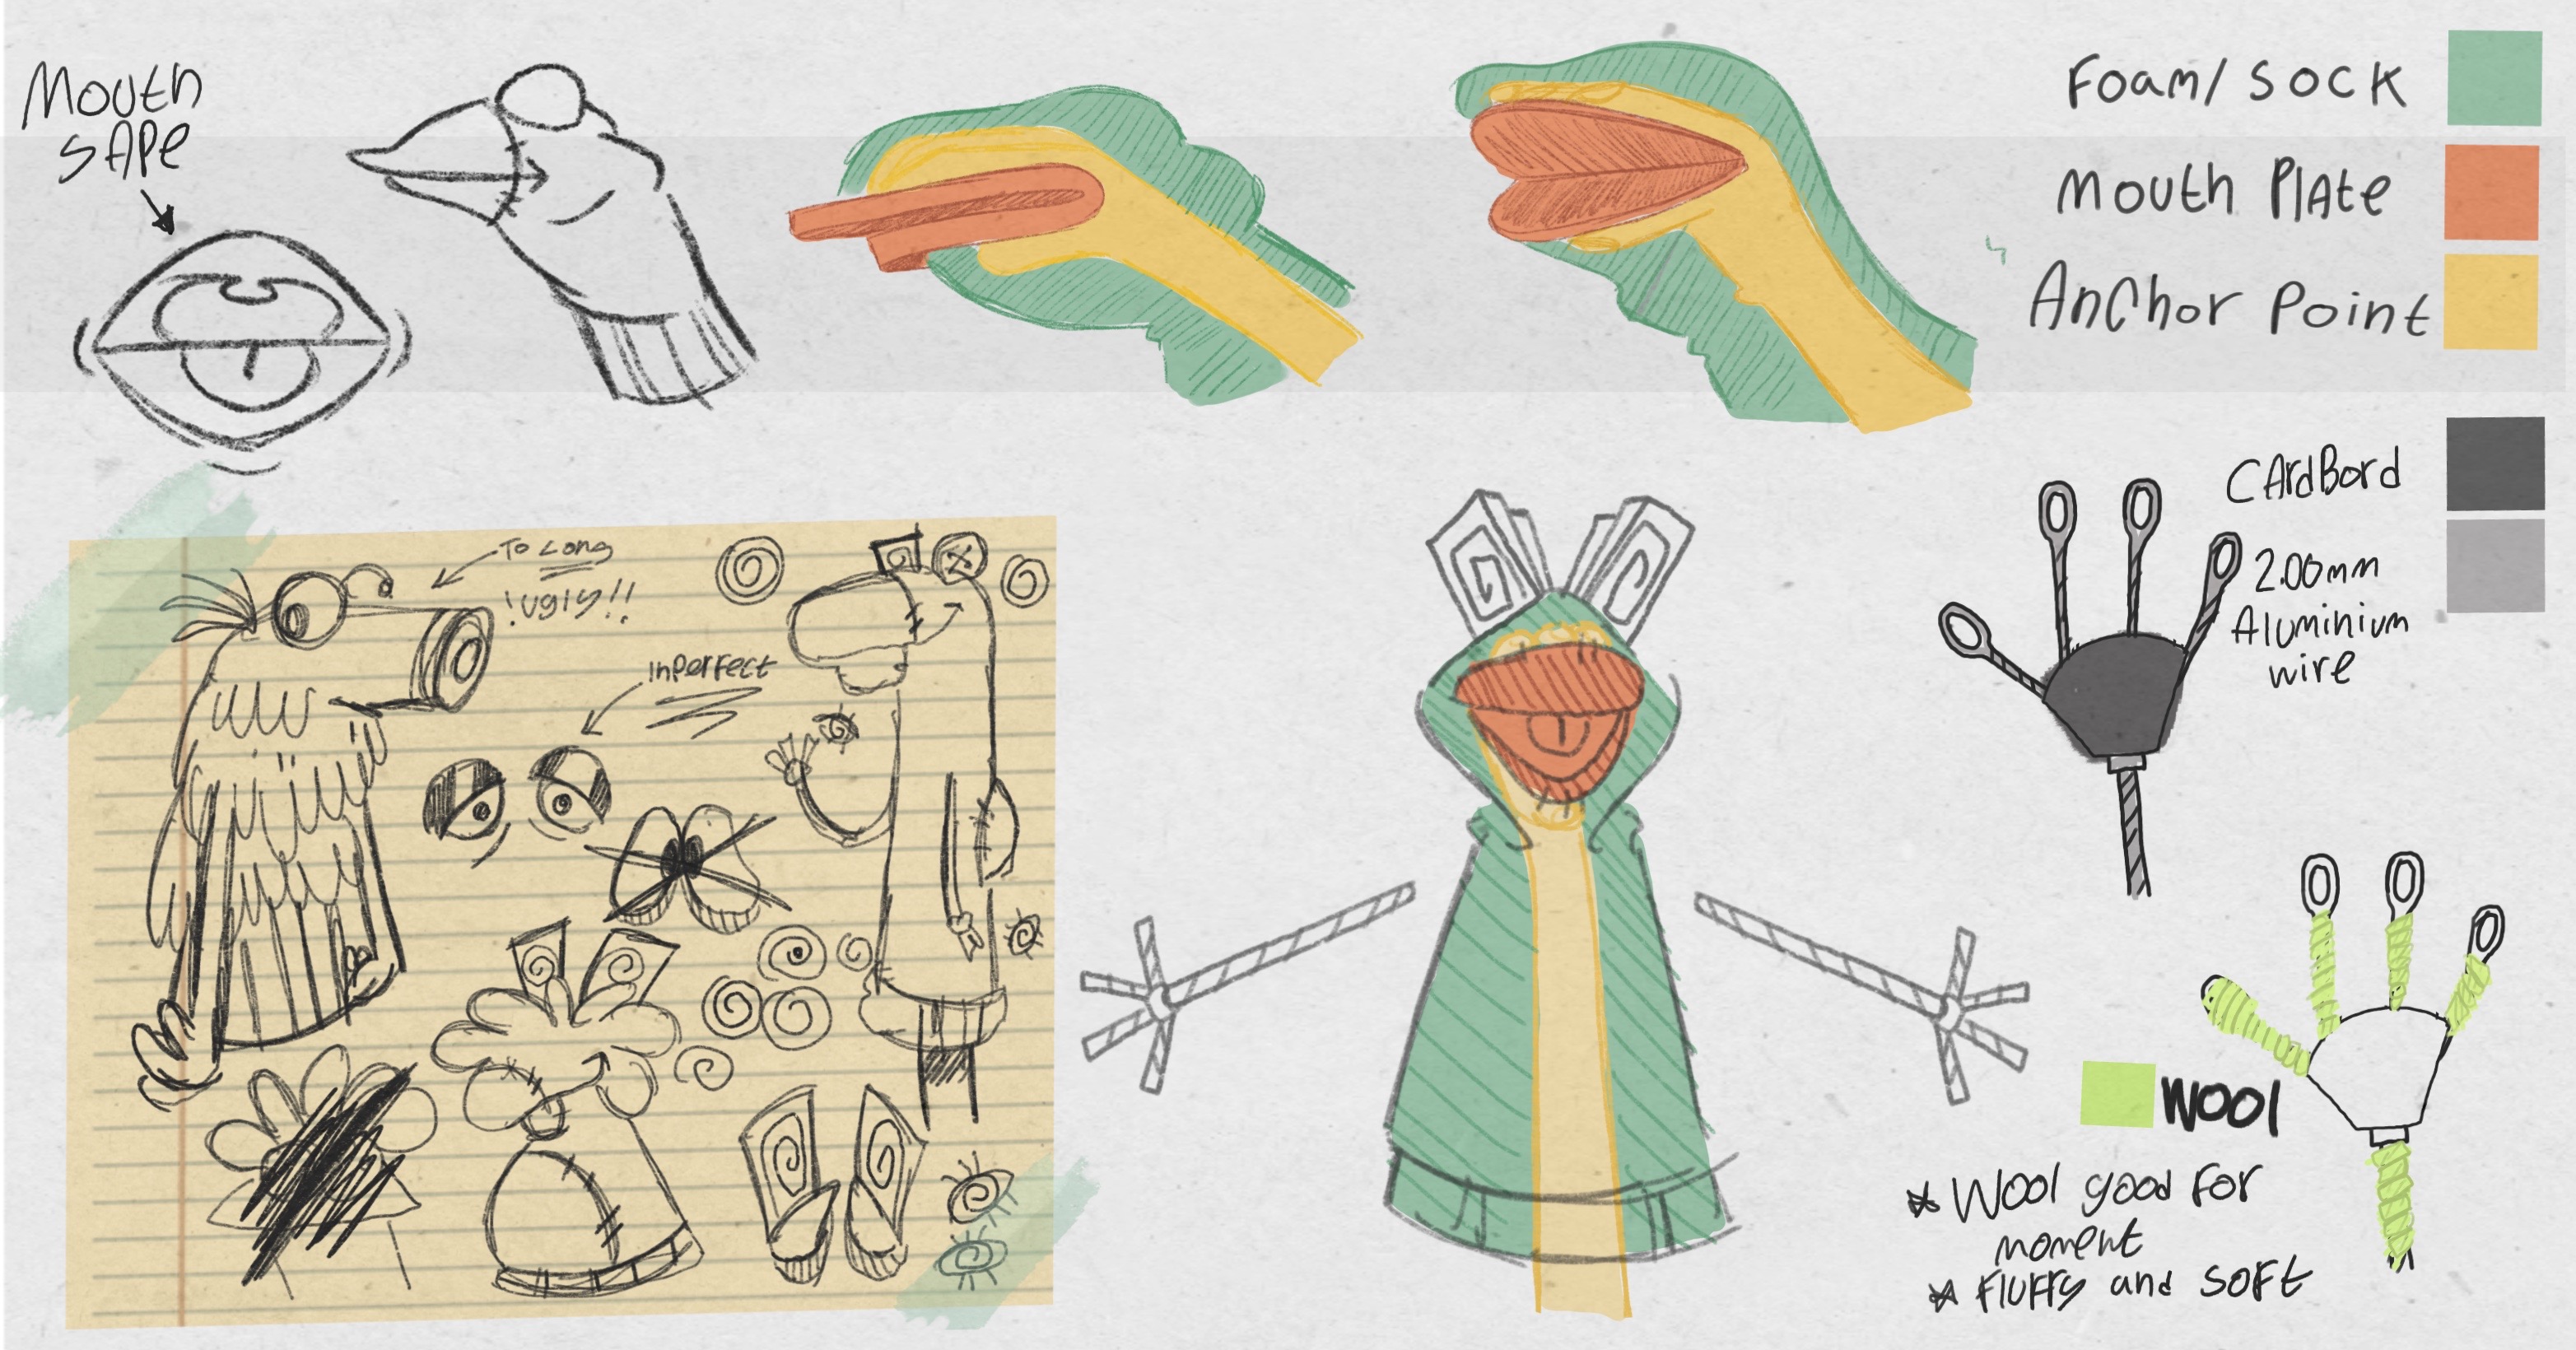 Mouth
SAPe
Foam/ Sock
Mouth PlAte
AnChor Point
CArdBord
2.00mm
Aluminium
wire
To Long
!ugly!!
InPerfect
Wool
* Wool good for
moment
* Fluffy and soft